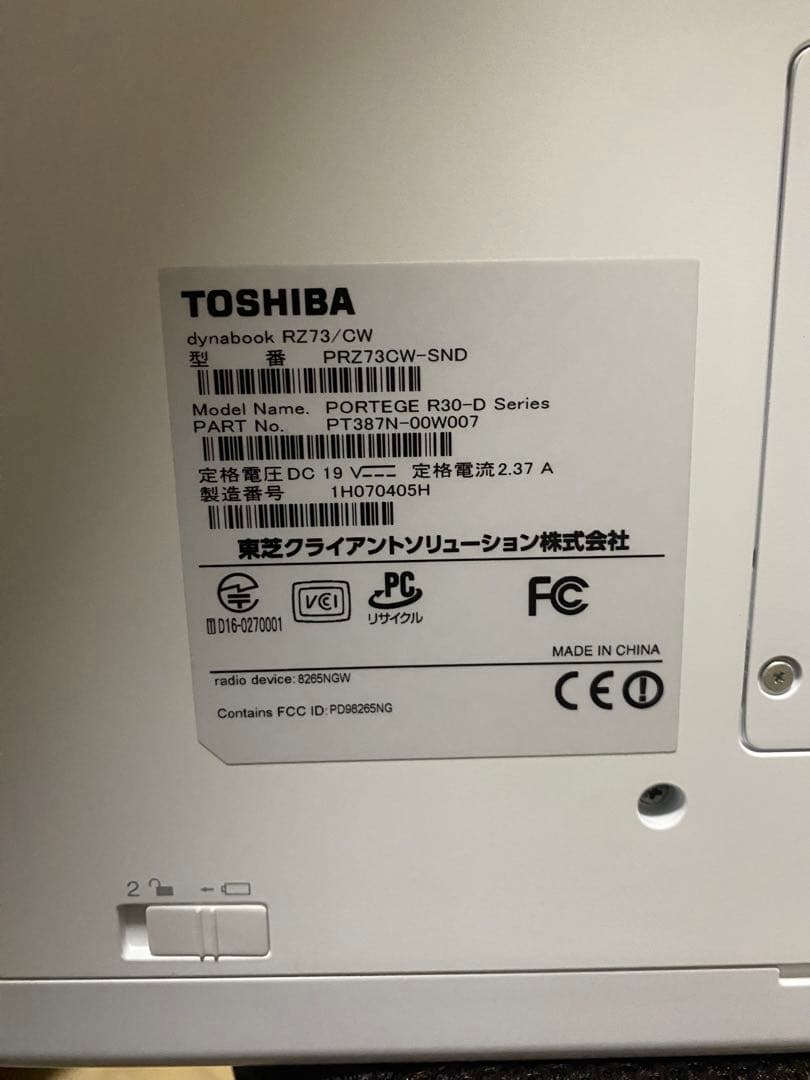 TOSHIBA
dynabook RZ73/CW
型 番 PRZ73CW-SND
Model Name. PORTEGE R30-D Series
PART No. PT387N-00W007
定格電圧 DC 19 V 定格電流 2.37 A
製造番号 1H070405H
東芝クライアントソリューション株式会社
T D16-0270001
VCI
PC
リサイクル
FC
MADE IN CHINA
radio device: 8265NGW
CE
Contains FCC ID: PD98265NG
2